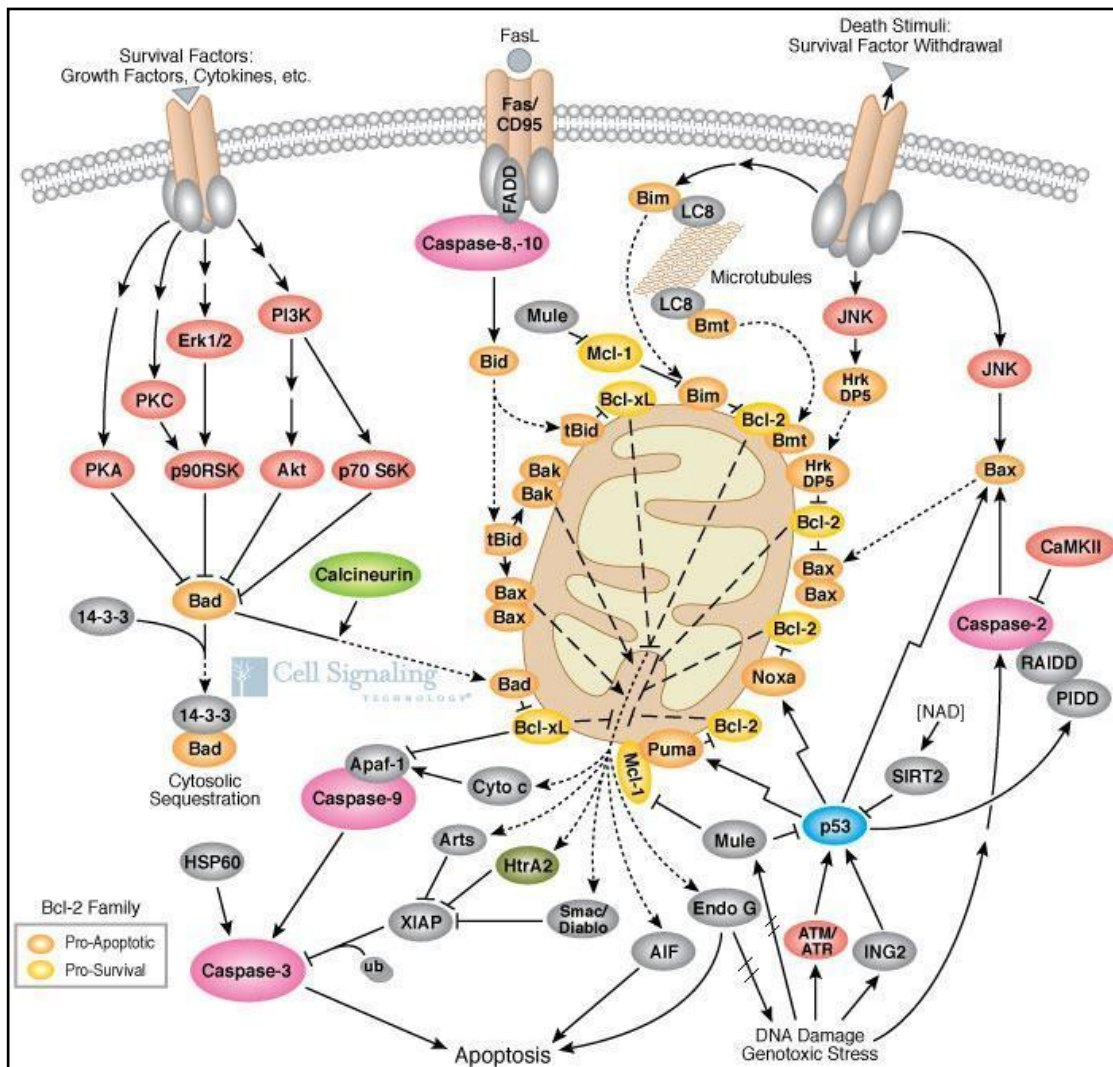 Survival Factors:
Growth Factors, Cytokines, etc.
FasL
Death Stimuli:
Survival Factor Withdrawal
Fas/
CD95
FADD
Caspase-8,-10
Bim
LC8
Microtubules
LC8
Bmt
Mule
Mcl-1
JNK
JNK
PI3K
Erk1/2
PKC
PKA
p90RSK
Akt
p70 S6K
Bid
Bcl-xL
Bim
tBid
Bcl-2
Bmt
Hrk
DP5
Hrk
DP5
Bak
Bak
Bax
Bcl-2
tBid
Bax
Bax
Bax
Bax
CaMKII
Calcineurin
Bad
14-3-3
Caspase-2
Bcl-2
RAIDD
Noxa
PIDD
Cell Signaling
TECHNOLOGY®
Bad
14-3-3
Bad
Cytosolic
Sequestration
Bcl-xL
Bcl-2
Puma
Mcl-1
[NAD]
SIRT2
Apaf-1
Caspase-9
Cyto c
p53
Mule
Arts
HtrA2
HSP60
Smac/
Diablo
Endo G
XIAP
AIF
ATM/
ATR
ING2
Bcl-2 Family
Pro-Apoptotic
Pro-Survival
Caspase-3
ub
Apoptosis
DNA Damage
Genotoxic Stress